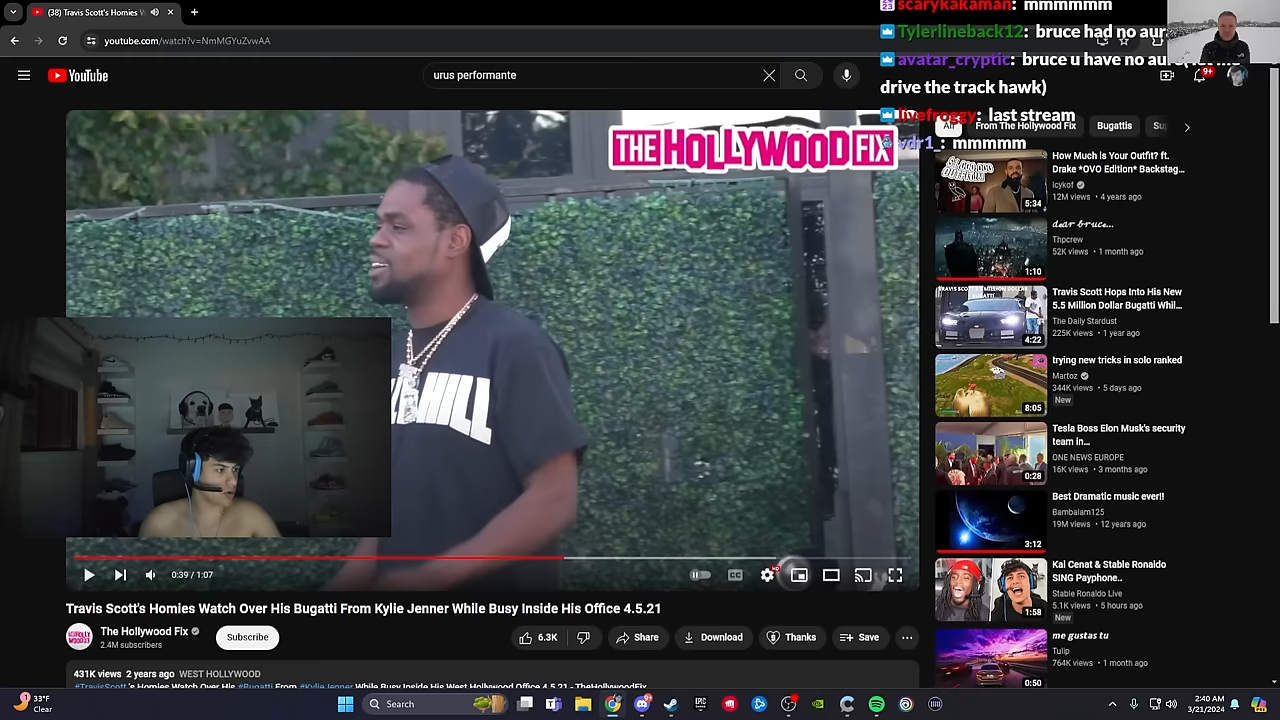 (38) Travis Scott's Homies W
scarykakaman: mmmmmm
youtube.com/watch
NmMGYuZvwAA
Tylerlineback12: bruce had no aur
avatar_cryptic: bruce u have no au
YouTube
9+
drive the track hawk)
livefroggy: last stream
vdr1_: mmmmm
All
From The Hollywood Fix
Bugattis
THE HOLLYWOOD FIX
How Much is Your Outfit? ft.
Drake *OVO Edition* Backstag...
icykof
12M views • 4 years ago
5:34
dear bruce...
Thpcrew
52K views • 1 month ago
1:10
Travis Scott Hops Into His New
5.5 Million Dollar Bugatti Whil...
The Daily Stardust
225K views • 1 year ago
4:22
trying new tricks in solo ranked
Martoz
344K views • 5 days ago
New
8:05
Tesla Boss Elon Musk's security
team in...
ONE NEWS EUROPE
16K views • 3 months ago
0:28
Best Dramatic music ever!!
Bambalam125
19M views • 12 years ago
3:12
Kai Cenat & Stable Ronaldo
SING Payphone..
Stable Ronaldo Live
5.1K views • 5 hours ago
New
1:58
me gustas tu
Tulip
764K views • 1 month ago
0:50
0:39 / 1:07
Travis Scott's Homies Watch Over His Bugatti From Kylie Jenner While Busy Inside His Office 4.5.21
The Hollywood Fix
2.4M subscribers
Subscribe
6.3K
Share
Download
Thanks
Save
431K views 2 years ago WEST HOLLYWOOD
33°F
Clear
Search
2:40 AM
3/21/2024